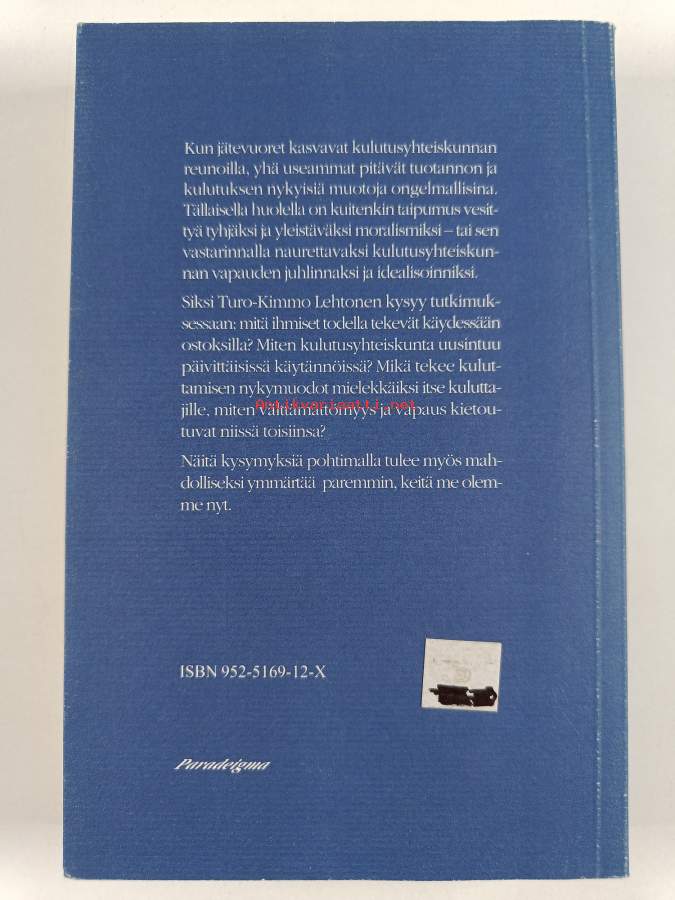 Kun jätevuoret kasvavat kulutusyhteiskunnan
reunoilla, yhä useammat pitävät tuotannon ja
kulutuksen nykyisiä muotoja ongelmallisina.
Tällaisella huolella on kuitenkin taipumus vesit-
tyä tyhjäksi ja yleistäväksi moralismiksi – tai sen
vastarinnalla naurettavaksi kulutusyhteiskun-
nan vapauden juhlinnaksi ja idealisoinniksi.
Siksi Turo-Kimmo Lehtonen kysyy tutkimuk-
sessaan: mitä ihmiset todella tekevät käydessään
ostoksilla? Miten kulutusyhteiskunta uusintuu
päivittäisissä käytännöissä? Mikä tekee kulut-
tamisen nykymuodot mielekkäiksi itse kulutta-
jille, miten välttämättömyys ja vapaus kietou-
tuvat niissä toisiinsa?
Antikvariaatti.net
Näitä kysymyksiä pohtimalla tulee myös mah-
dolliseksi ymmärtää paremmin, keitä me olem-
me nyt.
ISBN 952-5169-12-X
Paradeigma